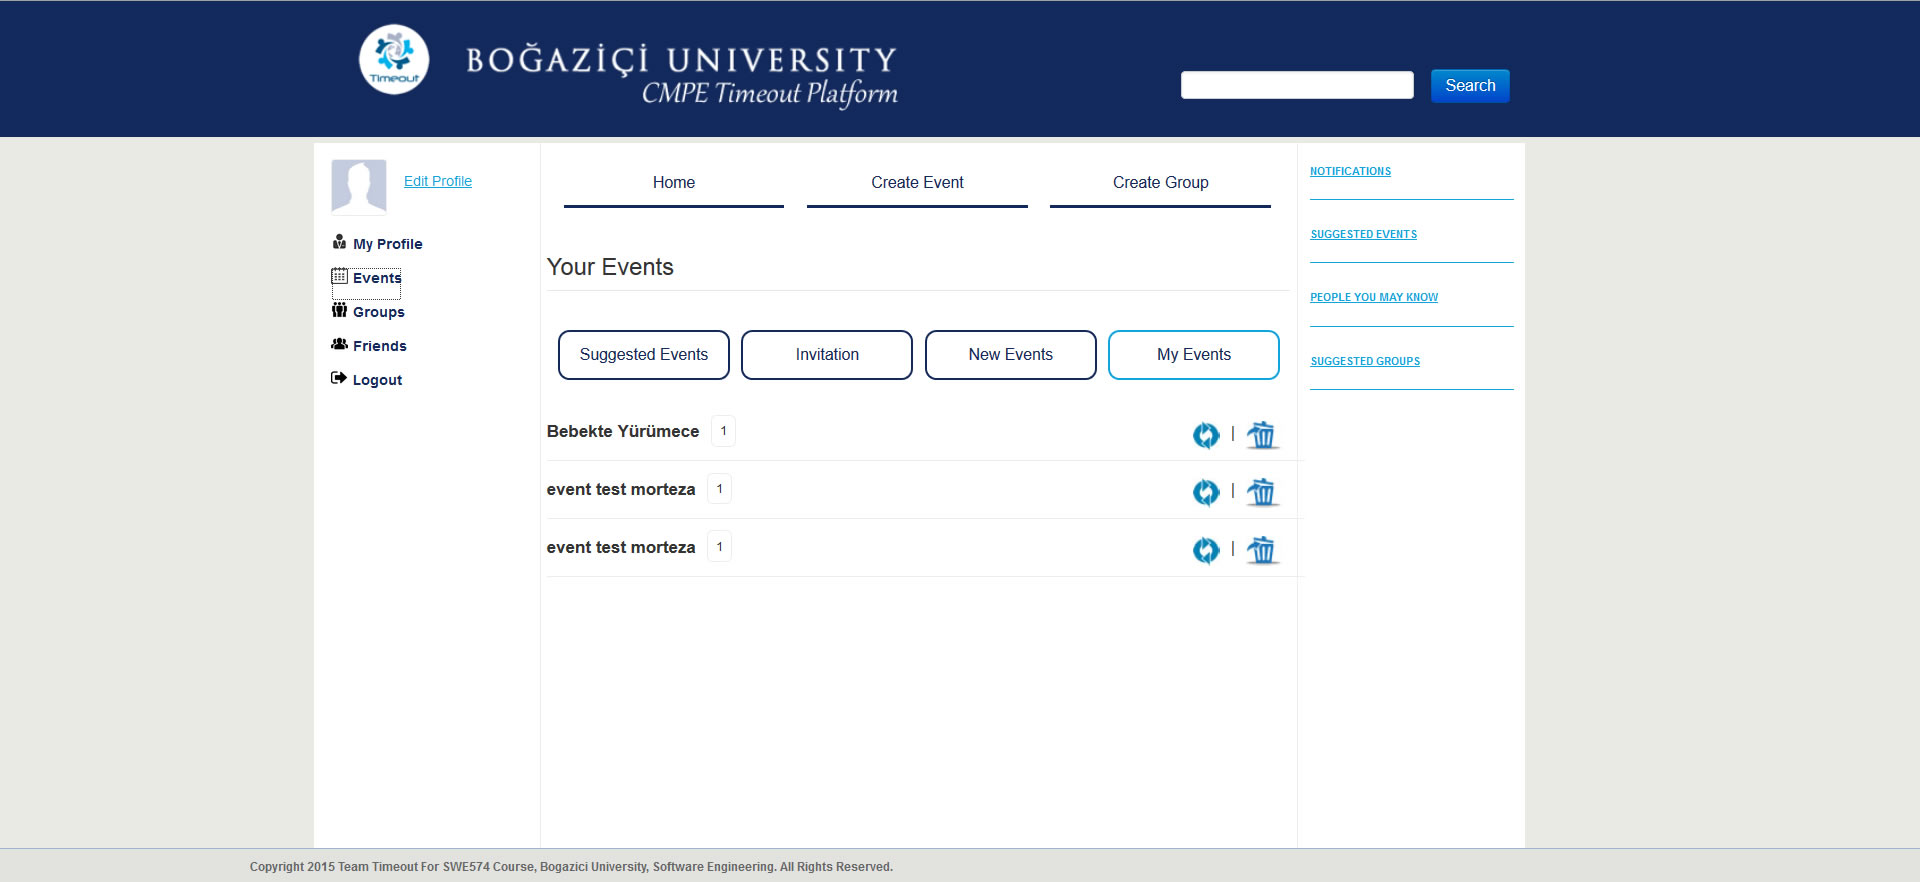 Timeout
BOĞAZİÇİ UNIVERSITY
CMPE Timeout Platform
Search
Edit Profile
My Profile
Events
Groups
Friends
Logout
Home
Create Event
Create Group
Your Events
Suggested Events
Invitation
New Events
My Events
Bebekte Yürümece 1
|
event test morteza 1
|
event test morteza 1
|
NOTIFICATIONS
SUGGESTED EVENTS
PEOPLE YOU MAY KNOW
SUGGESTED GROUPS
Copyright 2015 Team Timeout For SWE574 Course, Bogazici University, Software Engineering. All Rights Reserved.